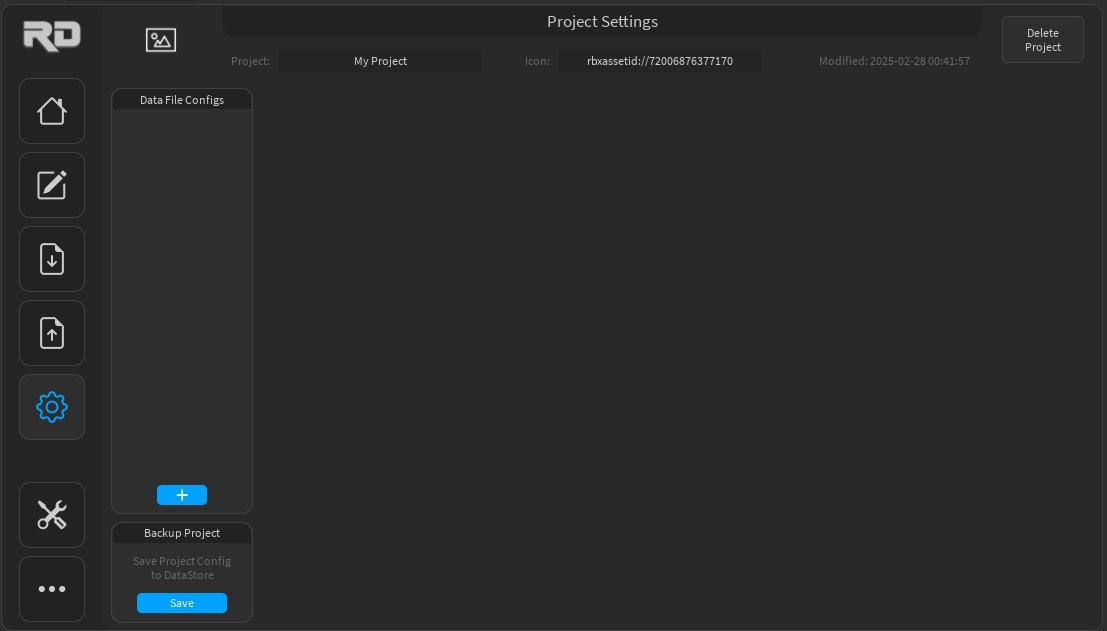 RD
Project Settings
Delete
Project
Project:
My Project
Icon:
rbxassetid://72006876377170
Modified: 2025-02-28 00:41:57
Data File Configs
+
Backup Project
Save Project Config
to DataStore
Save